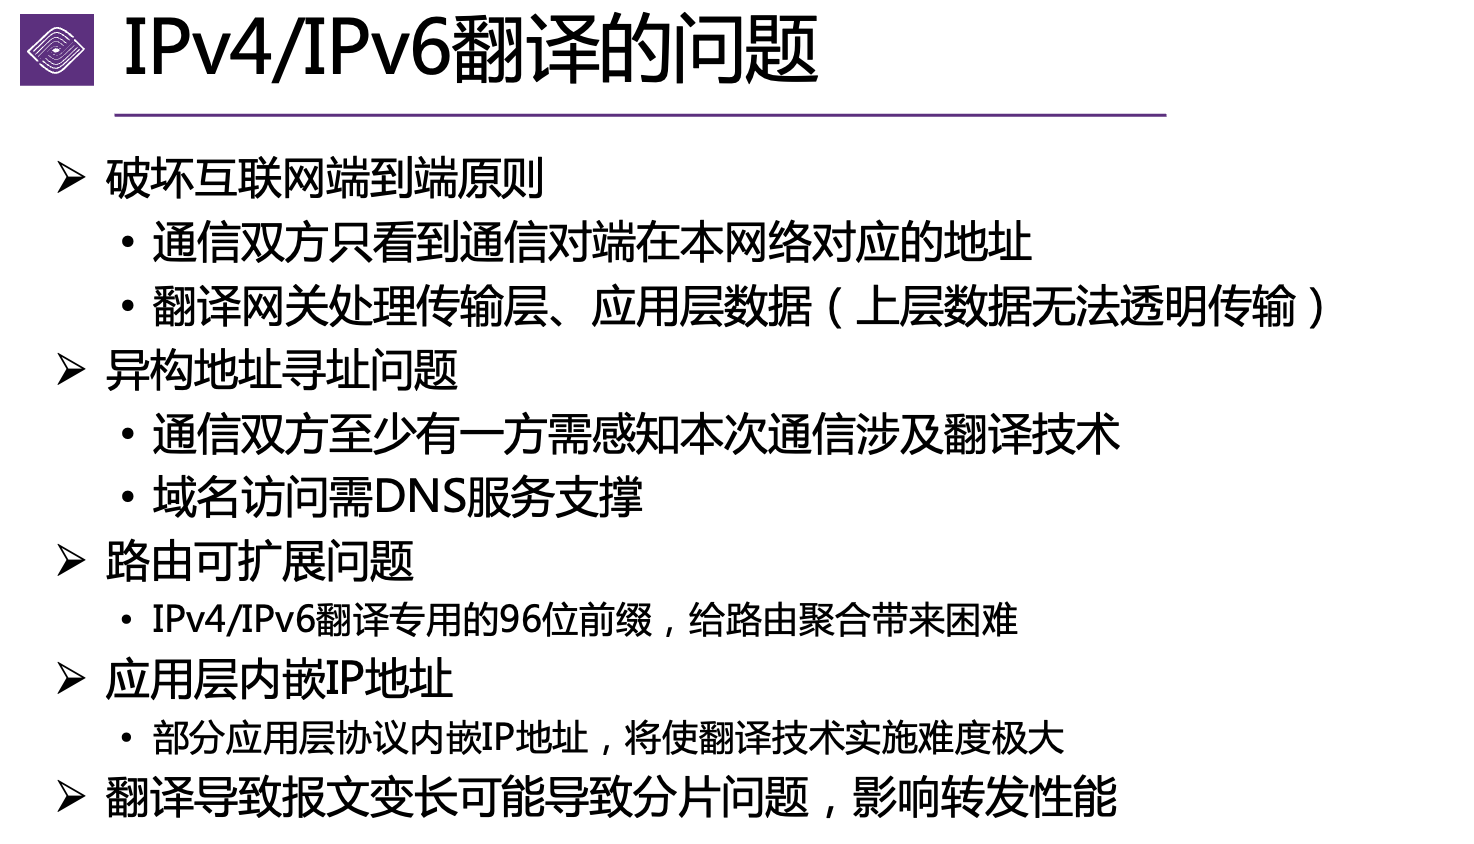 IPv4/IPv6翻译的问题
➢ 破坏互联网端到端原则
• 通信双方只看到通信对端在本网络对应的地址
• 翻译网关处理传输层、应用层数据（上层数据无法透明传输）
➢ 异构地址寻址问题
• 通信双方至少有一方需感知本次通信涉及翻译技术
• 域名访问需DNS服务支撑
➢ 路由可扩展问题
• IPv4/IPv6翻译专用的96位前缀，给路由聚合带来困难
➢ 应用层内嵌IP地址
• 部分应用层协议内嵌IP地址，将使翻译技术实施难度极大
➢ 翻译导致报文变长可能导致分片问题，影响转发性能